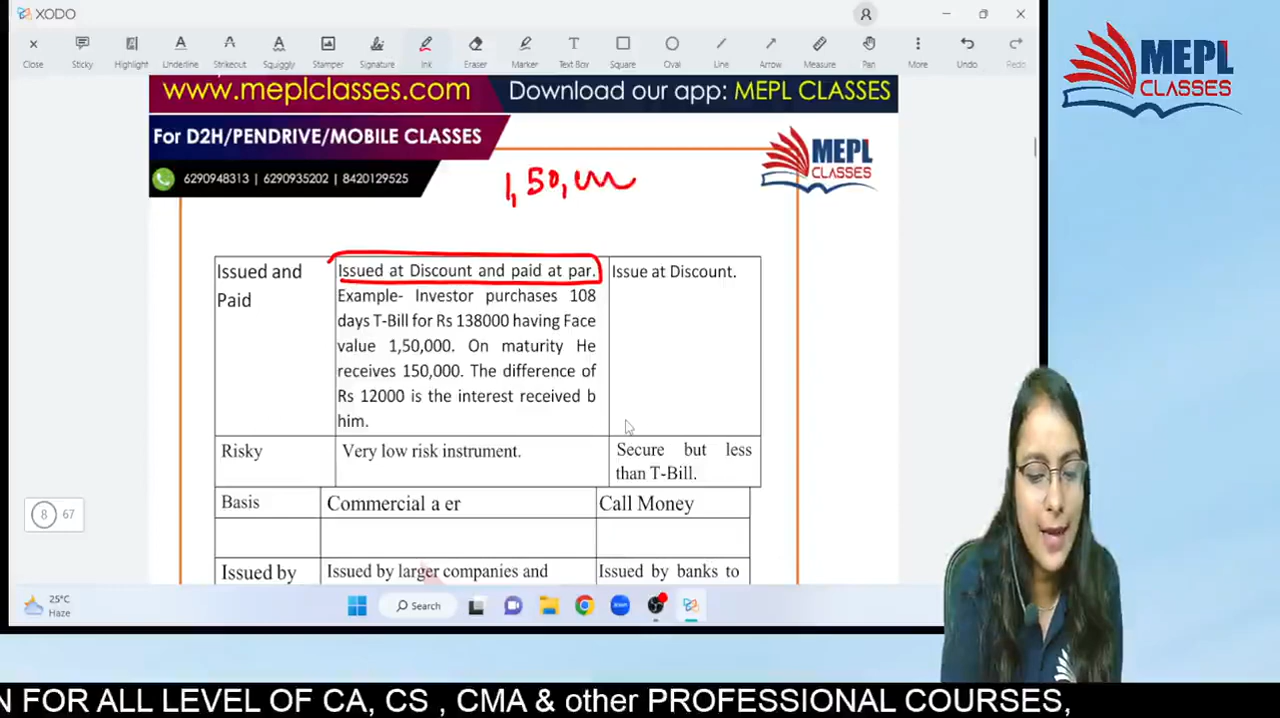 XODO
Close
Sticky
Highlight
Underline
Strikeout
Squiggly
Stamper
Signature
Ink
Eraser
Marker
Text Box
Square
Oval
Line
Arrow
Measure
Pan
More
Undo
Redo
MEPL
CLASSES
www.meplclasses.com
Download our app: MEPL CLASSES
For D2H/PENDRIVE/MOBILE CLASSES
6290948313 | 6290935202 | 8420129525
MEPL
CLASSES
1,50,
Issued and
Paid
Issued at Discount and paid at par.
Example- Investor purchases 108
days T-Bill for Rs 138000 having Face
value 1,50,000. On maturity He
receives 150,000. The difference of
Rs 12000 is the interest received b
him.
Issue at Discount.
Risky
Very low risk instrument.
Secure but less
than T-Bill.
Basis
Commercial a er
Call Money
Issued by
Issued by larger companies and
Issued by banks to
8 67
25°C
Haze
Search
zoom
N FOR ALL LEVEL OF CA, CS , CMA & other PROFESSIONAL COURSES,